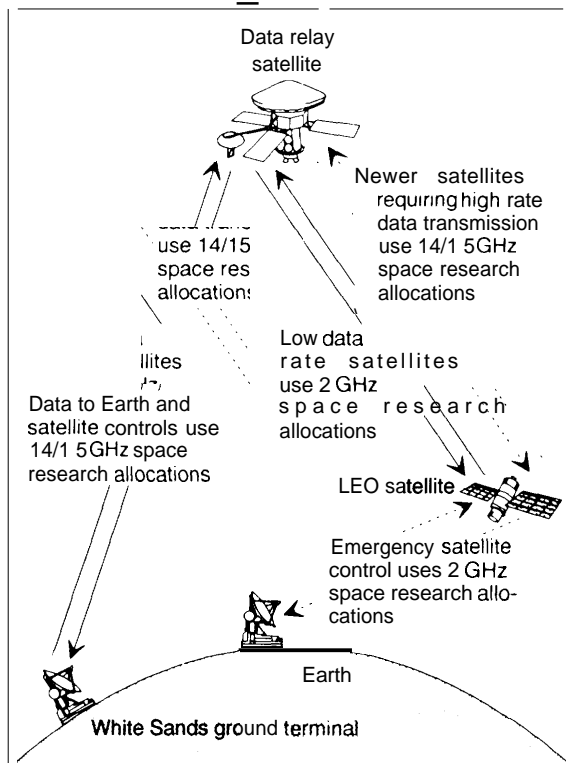 Data relay
satellite
Newer satellites
requiring high rate
data transmission
use 14/1 5GHz
space research
allocations
use 14/15
space res
allocation
llites
Low data
rate satellites
use 2 GHz
space research
allocations
Data to Earth and
satellite controls use
14/1 5GHz space
research allocations
LEO satellite
Emergency satellite
control uses 2 GHz
space research allo-
cations
Earth
White Sands ground terminal